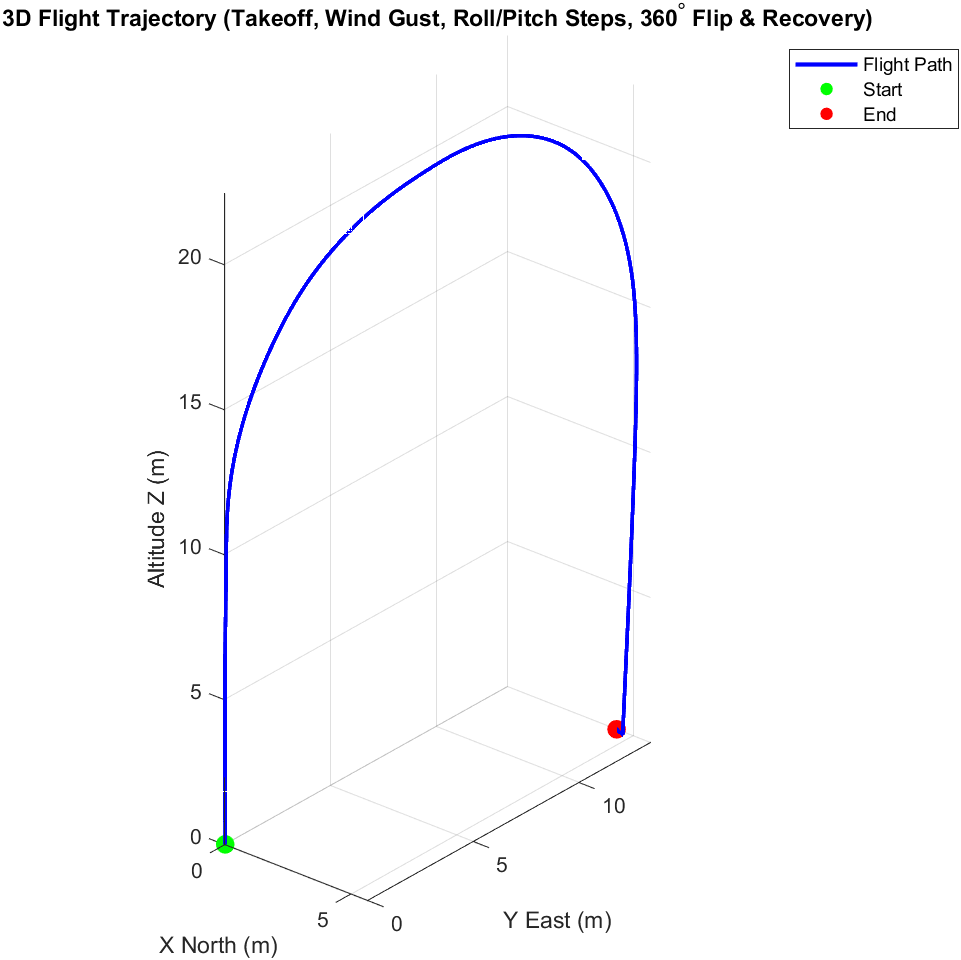 3D Flight Trajectory (Takeoff, Wind Gust, Roll/Pitch Steps, 360° Flip & Recovery)
Flight Path
Start
End
20
15
10
5
0
Altitude Z (m)
0
5
X North (m)
0
5
10
Y East (m)